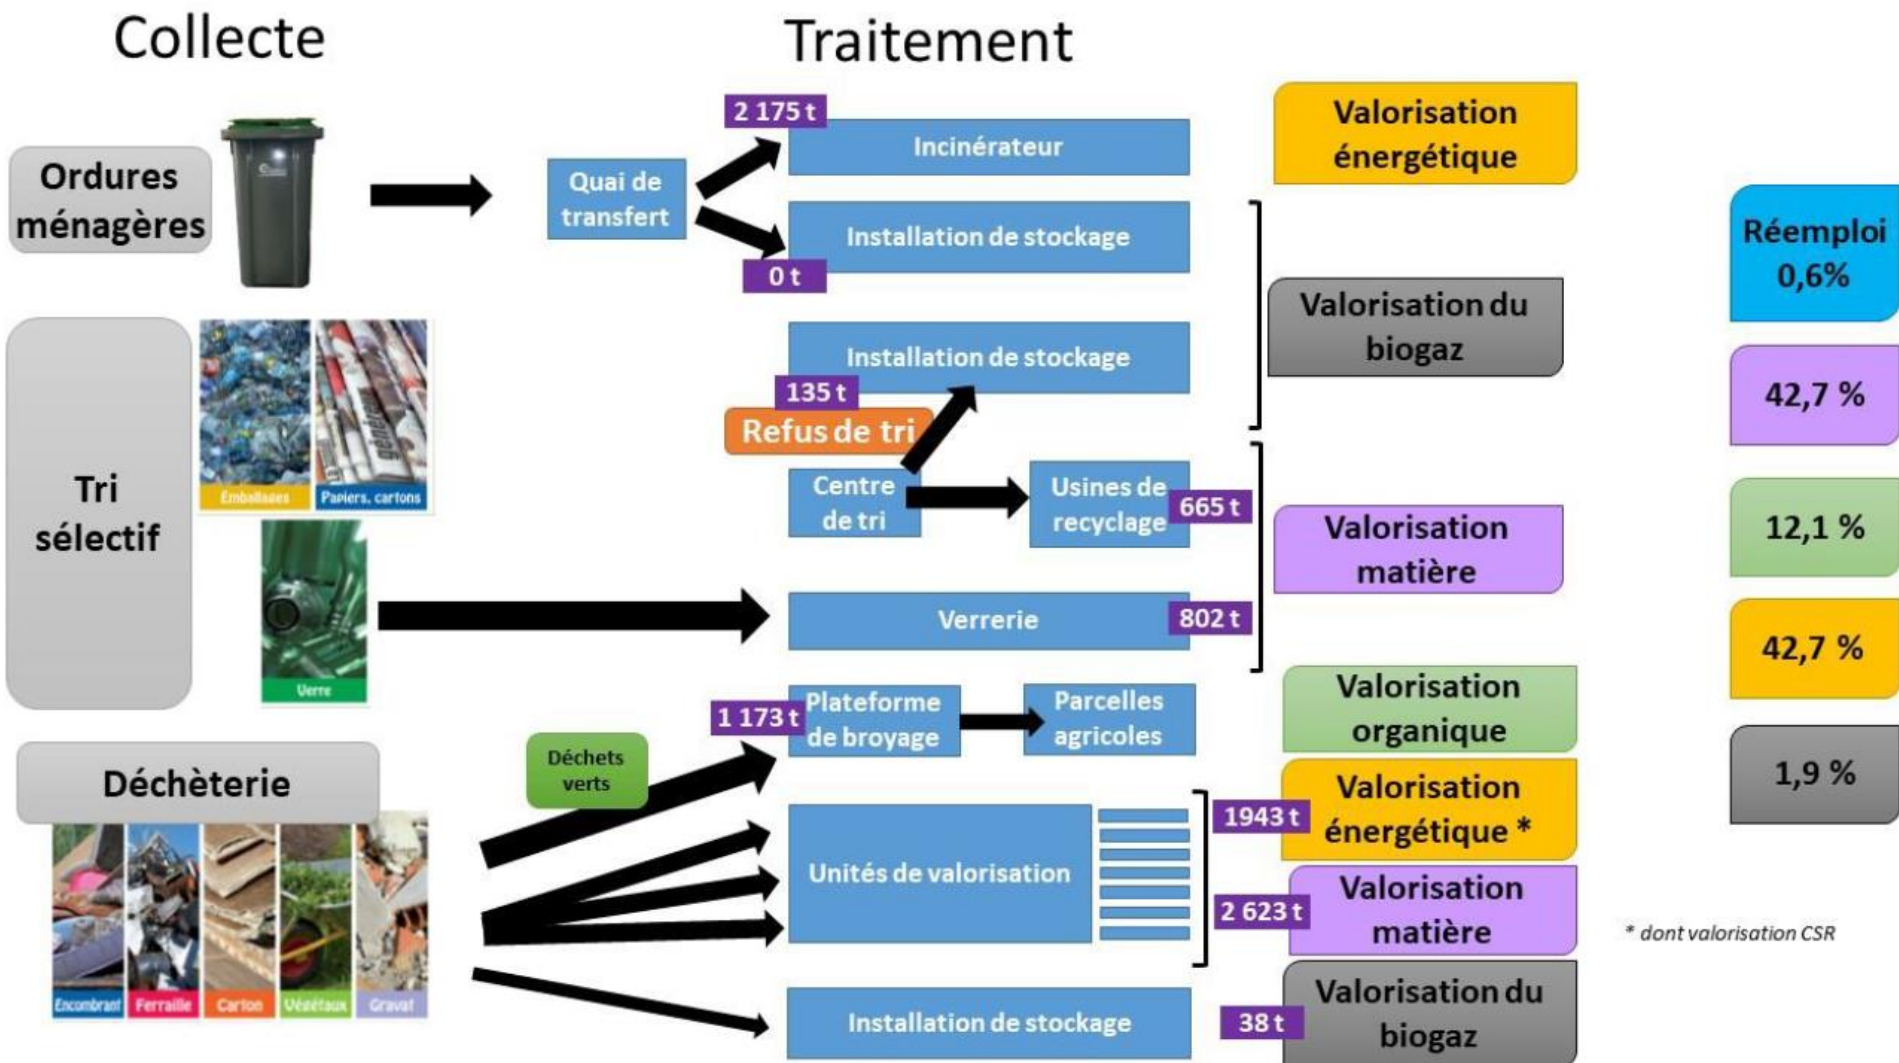 Collecte
Traitement
Ordures
ménagères
Quai de
transfert
2 175 t
Incinérateur
0 t
Installation de stockage
Valorisation
énergétique
Valorisation du
biogaz
Réemploi
0,6%
42,7 %
12,1 %
42,7 %
1,9 %
Tri
sélectif
Émballages
Papiers, cartons
Verre
Installation de stockage
135 t
Refus de tri
Centre
de tri
Usines de
recyclage
665 t
Verrerie
802 t
Valorisation
matière
Déchèterie
Encombrant
Ferraille
Carton
Végétaux
Gravat
Déchets
verts
1 173 t
Plateforme
de broyage
Parcelles
agricoles
Valorisation
organique
Unités de valorisation
1943 t
Valorisation
énergétique *
2 623 t
Valorisation
matière
* dont valorisation CSR
Installation de stockage
38 t
Valorisation du
biogaz